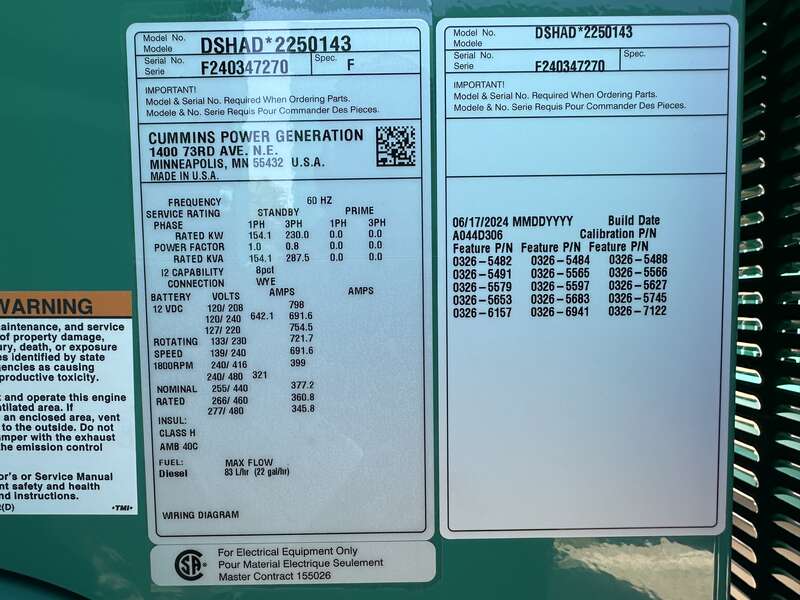 Model No. DSHAD*2250143
Modele
Serial No. F240347270 Spec. F
Serie
IMPORTANT!
Model & Serial No. Required When Ordering Parts.
Modele & No. Serie Requis Pour Commander Des Pieces.
CUMMINS POWER GENERATION
1400 73RD AVE. N.E.
MINNEAPOLIS, MN 55432 U.S.A.
MADE IN U.S.A.
FREQUENCY 60 HZ
SERVICE RATING STANDBY PRIME
PHASE 1PH 3PH 1PH 3PH
RATED KW 154.1 230.0 0.0 0.0
POWER FACTOR 1.0 0.8 0.0 0.0
RATED KVA 154.1 287.5 0.0 0.0
I2 CAPABILITY 8pct
CONNECTION WYE
BATTERY VOLTS AMPS AMPS
12 VDC 120/ 208 798
120/ 240 642.1 691.6
127/ 220 754.5
ROTATING 133/ 230 721.7
SPEED 139/ 240 691.6
1800RPM 240/ 416 399
240/ 480 321
NOMINAL 255/ 440 377.2
RATED 266/ 460 360.8
277/ 480 345.8
INSUL:
CLASS H
AMB 40C
FUEL: MAX FLOW
Diesel 83 L/hr (22 gal/hr)
WIRING DIAGRAM
For Electrical Equipment Only
Pour Material Electrique Seulement
Master Contract 155026
Model No. DSHAD*2250143
Modele
Serial No. F240347270 Spec.
Serie
IMPORTANT!
Model & Serial No. Required When Ordering Parts.
Modele & No. Serie Requis Pour Commander Des Pieces.
06/17/2024 MMDDYYYY Build Date
A044D306 Calibration P/N
Feature P/N Feature P/N Feature P/N
0326-5482 0326-5484 0326-5488
0326-5491 0326-5565 0326-5566
0326-5579 0326-5597 0326-5627
0326-5653 0326-5683 0326-5745
0326-6157 0326-6941 0326-7122
WARNING
aintenance, and service
of property damage,
ury, death, or exposure
es identified by state
encies as causing
productive toxicity.
and operate this engine
tilated area. If
an enclosed area, vent
to the outside. Do not
amper with the exhaust
the emission control
or's or Service Manual
nt safety and health
nd instructions.
(D) •TMI•